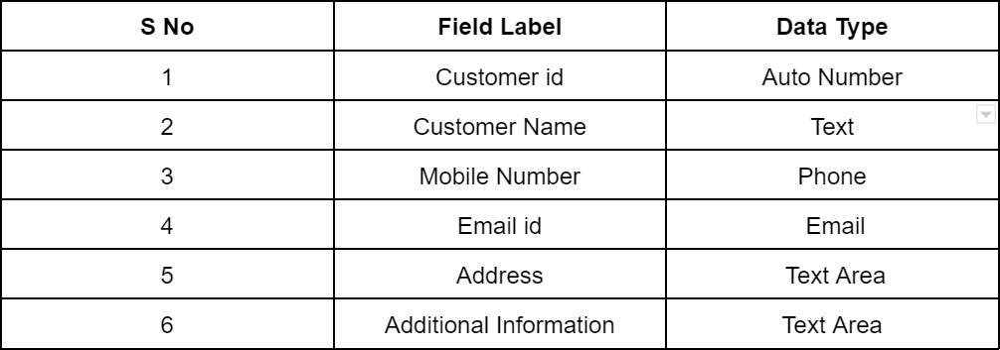 S No Field Label Data Type
1 Customer id Auto Number
2 Customer Name Text
3 Mobile Number Phone
4 Email id Email
5 Address Text Area
6 Additional Information Text Area